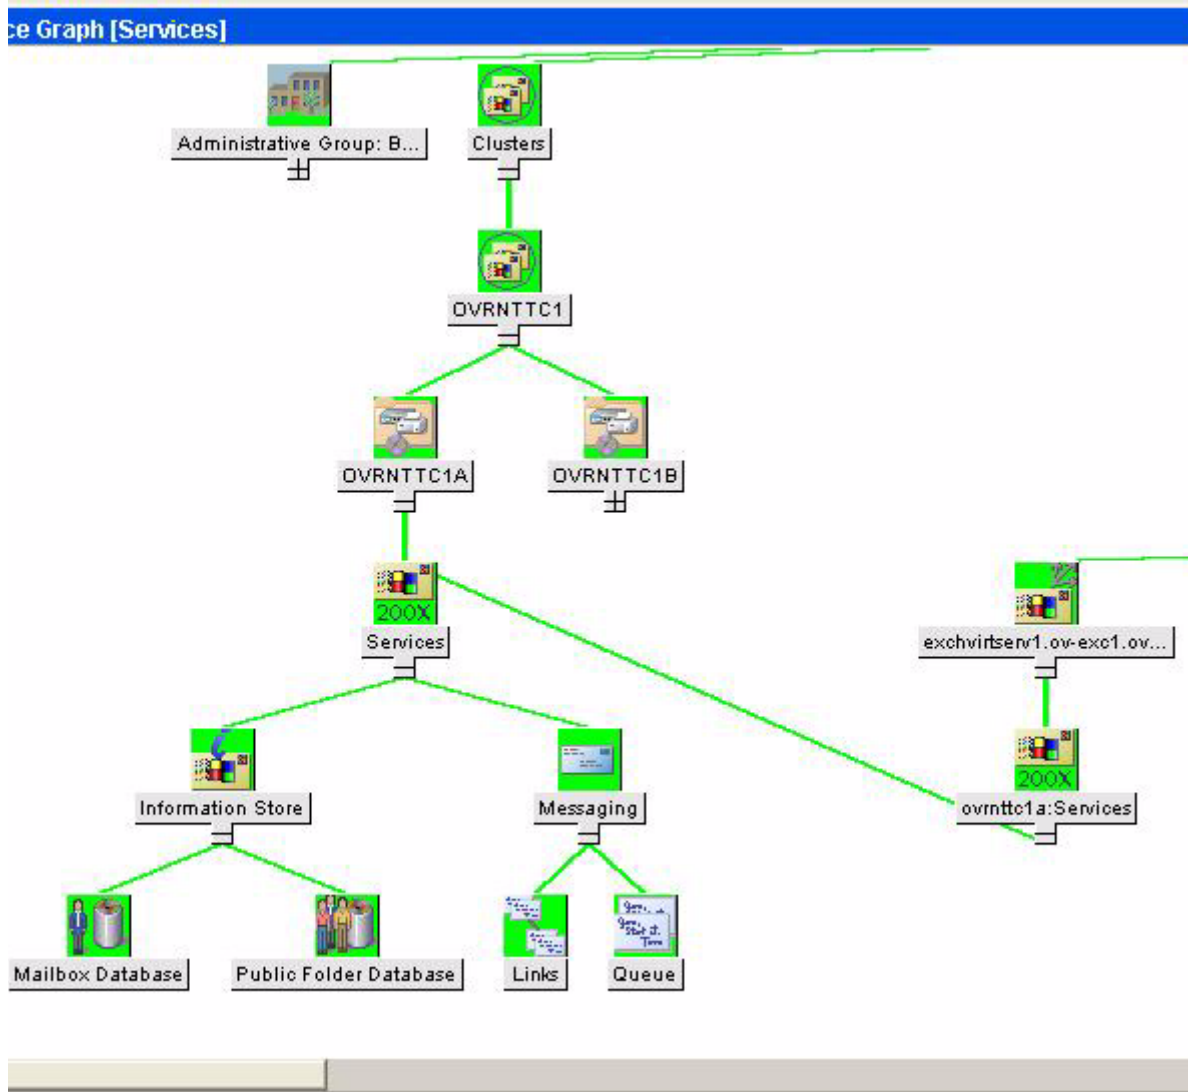 ce Graph [Services]
Administrative Group: B...
Clusters
OVRNTTC1
OVRNTTC1A
OVRNTTC1B
200X
Services
exchvirtserv1.ov-exc1.ov...
200X
ovrnttc1a:Services
Information Store
Messaging
Mailbox Database
Public Folder Database
Links
Queue